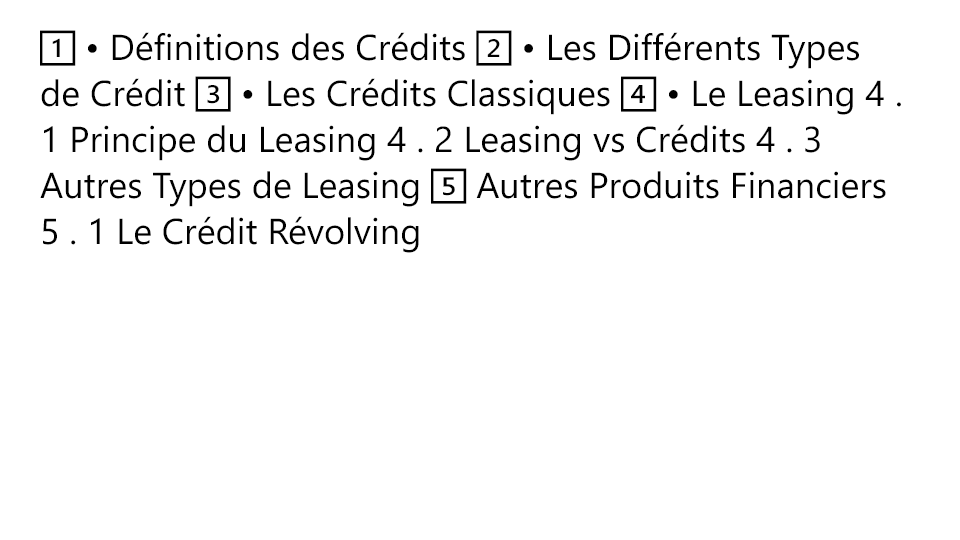 1️⃣ • Définitions des Crédits 2️⃣ • Les Différents Types
de Crédit 3️⃣ • Les Crédits Classiques 4️⃣ • Le Leasing 4 .
1 Principe du Leasing 4 . 2 Leasing vs Crédits 4 . 3
Autres Types de Leasing 5️⃣ Autres Produits Financiers
5 . 1 Le Crédit Révolving